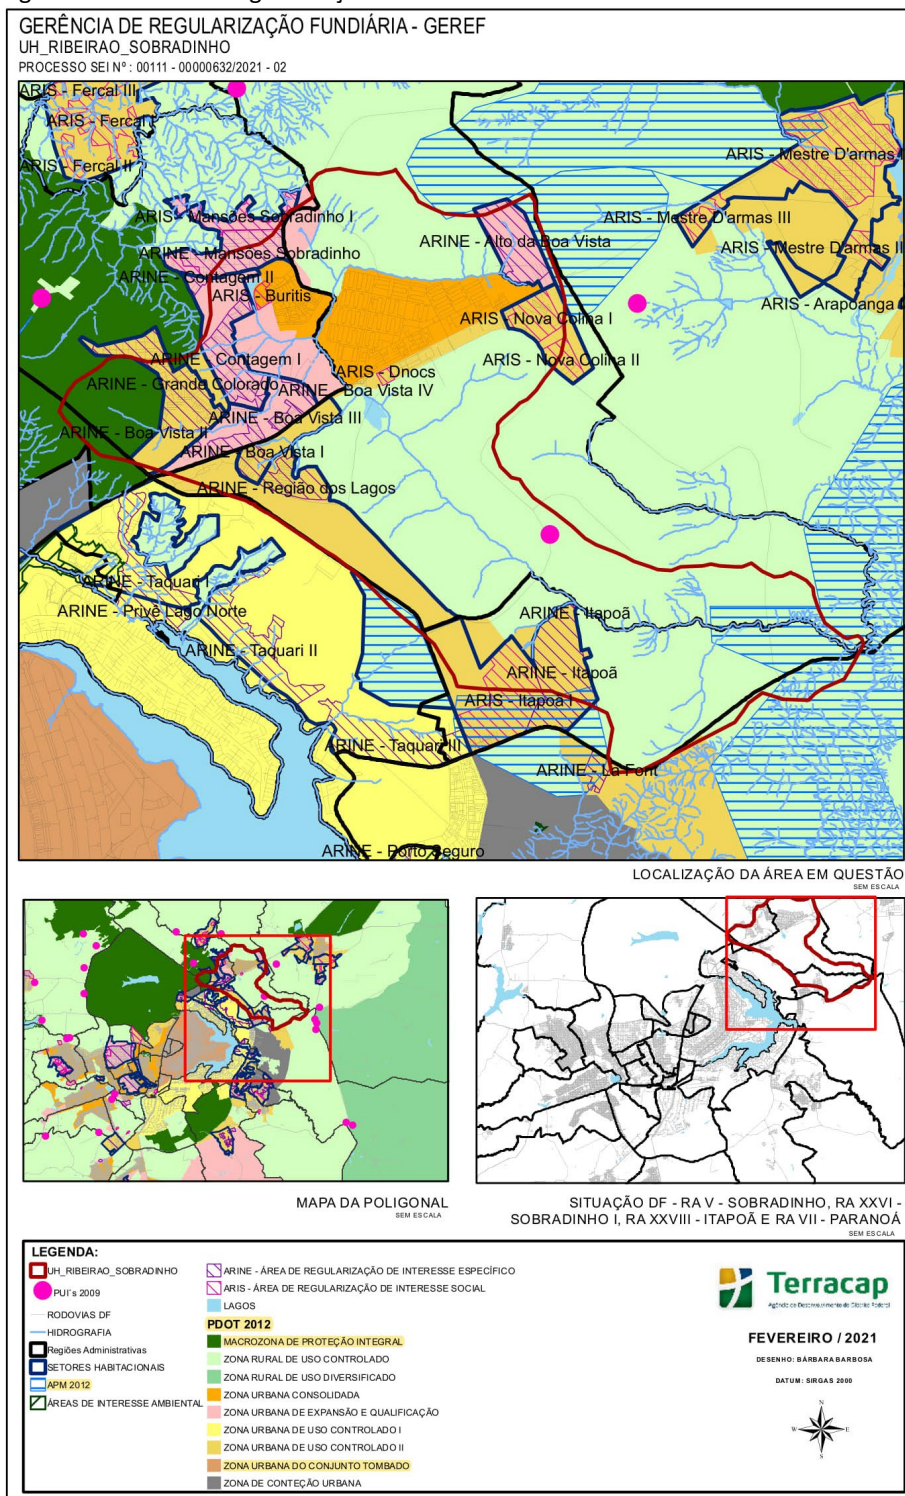 GERÊNCIA DE REGULARIZAÇÃO FUNDIÁRIA - GEREF
UH_RIBEIRAO_SOBRADINHO
PROCESSO SEI Nº : 00111 - 00000632/2021 - 02
ARIS - Fercal III
ARIS - Fercal I
ARIS - Fercal II
ARIS - Mestre D'armas I
ARIS - Mansões Sobradinho I
ARIS - Mestre D'armas III
ARINE - Mansões Sobradinho
ARINE - Alto da Boa Vista
ARIS - Mestre D'armas II
ARINE - Contagem II
ARIS - Buritis
ARIS - Arapoanga
ARIS - Nova Colina I
ARINE - Contagem I
ARIS - Nova Colina II
ARIS - Dnocs
ARINE - Grande Colorado
ARINE - Boa Vista IV
ARINE - Boa Vista III
ARINE - Boa Vista II
ARINE - Boa Vista I
ARINE - Região dos Lagos
ARINE - Taquari I
ARINE - Privê Lago Norte
ARINE - Itapoã
ARINE - Taquari II
ARINE - Itapoã
ARIS - Itapoã I
ARINE - Taquari III
ARINE - La Font
ARINE - Porto Seguro
LOCALIZAÇÃO DA ÁREA EM QUESTÃO
SEM ESCALA
MAPA DA POLIGONAL
SEM ESCALA
SITUAÇÃO DF - RA V - SOBRADINHO, RA XXVI -
SOBRADINHO I, RA XXVIII - ITAPOÃ E RA VII - PARANOÁ
SEM ESCALA
LEGENDA:
UH_RIBEIRAO_SOBRADINHO
PUI's 2009
RODOVIAS DF
HIDROGRAFIA
Regiões Administrativas
SETORES HABITACIONAIS
APM 2012
ÁREAS DE INTERESSE AMBIENTAL
ARINE - ÁREA DE REGULARIZAÇÃO DE INTERESSE ESPECÍFICO
ARIS - ÁREA DE REGULARIZAÇÃO DE INTERESSE SOCIAL
LAGOS
PDOT 2012
MACROZONA DE PROTEÇÃO INTEGRAL
ZONA RURAL DE USO CONTROLADO
ZONA RURAL DE USO DIVERSIFICADO
ZONA URBANA CONSOLIDADA
ZONA URBANA DE EXPANSÃO E QUALIFICAÇÃO
ZONA URBANA DE USO CONTROLADO I
ZONA URBANA DE USO CONTROLADO II
ZONA URBANA DO CONJUNTO TOMBADO
ZONA DE CONTEÇÃO URBANA
Terracap
Agência de Desenvolvimento do Distrito Federal
FEVEREIRO / 2021
DESENHO: BÁRBARA BARBOSA
DATUM: SIRGAS 2000
N
W
E
S